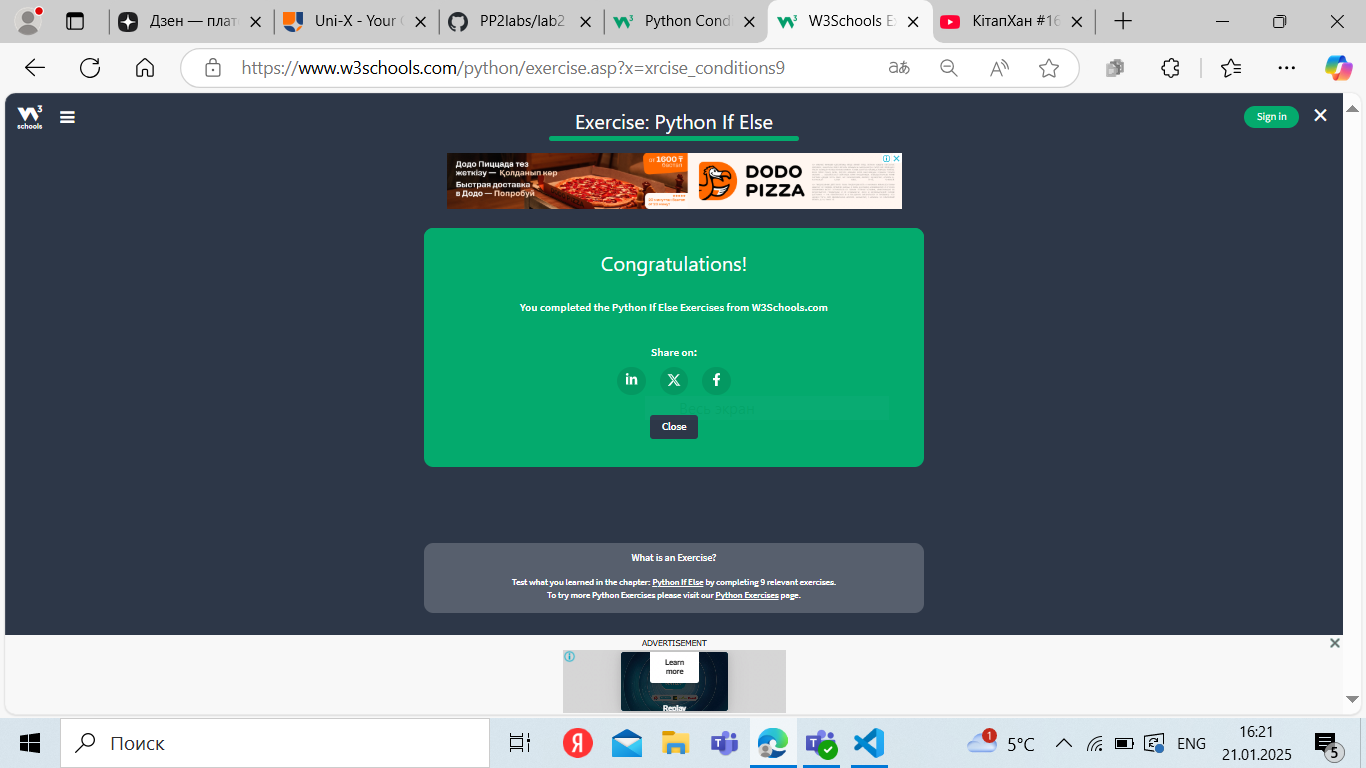 Дзен — плат
Uni-X - Your
PP2labs/lab2
Python Cond
W3Schools E
КітапХан #16
https://www.w3schools.com/python/exercise.asp?x=xrcise_conditions9
W3
schools
Exercise: Python If Else
Sign in
Додо Пиццада тез
жеткізу — Қолданып көр
Быстрая доставка
в Додо — Попробуй
от 1600 ₸
DODO
PIZZA
Congratulations!
You completed the Python If Else Exercises from W3Schools.com
Share on:
Close
What is an Exercise?
Test what you learned in the chapter: Python If Else by completing 9 relevant exercises.
To try more Python Exercises please visit our Python Exercises page.
ADVERTISEMENT
Learn
more
Replay
Поиск
1
5°C
ENG
16:21
21.01.2025
5